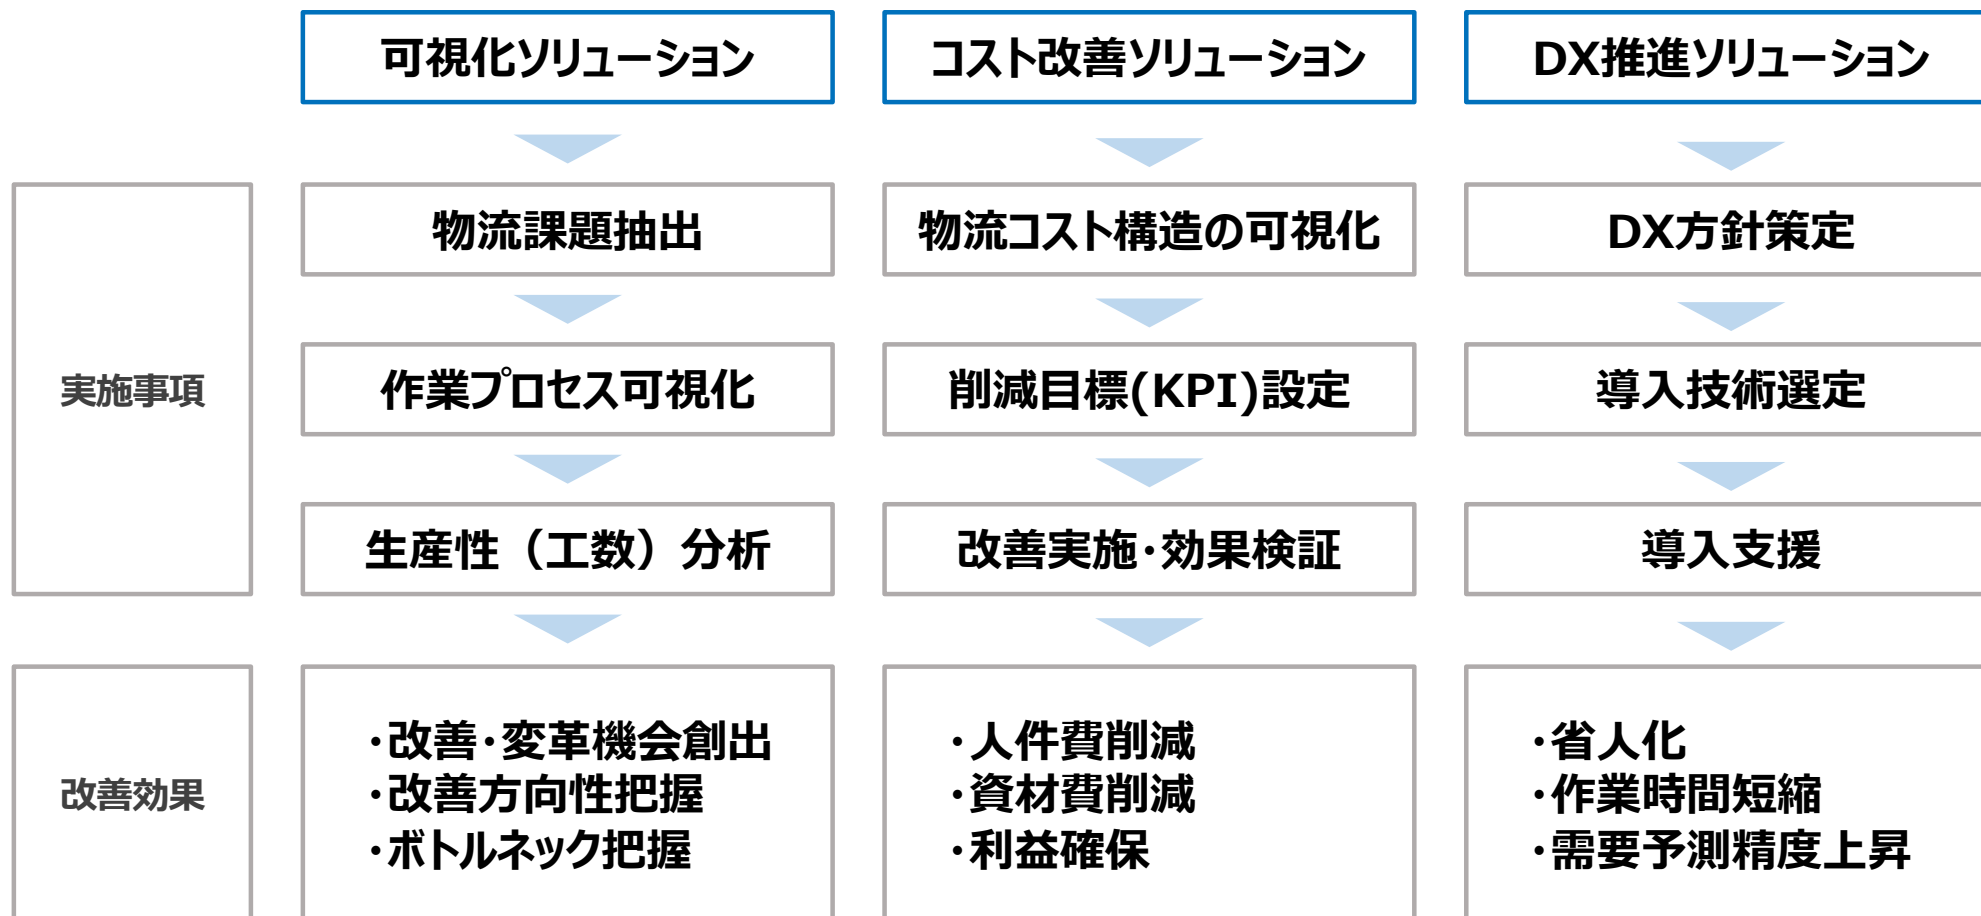 可視化ソリューション
コスト改善ソリューション
DX推進ソリューション
実施事項
物流課題抽出
物流コスト構造の可視化
DX方針策定
作業プロセス可視化
削減目標(KPI)設定
導入技術選定
生産性（工数）分析
改善実施・効果検証
導入支援
改善効果
・改善・変革機会創出
・改善方向性把握
・ボトルネック把握
・人件費削減
・資材費削減
・利益確保
・省人化
・作業時間短縮
・需要予測精度上昇